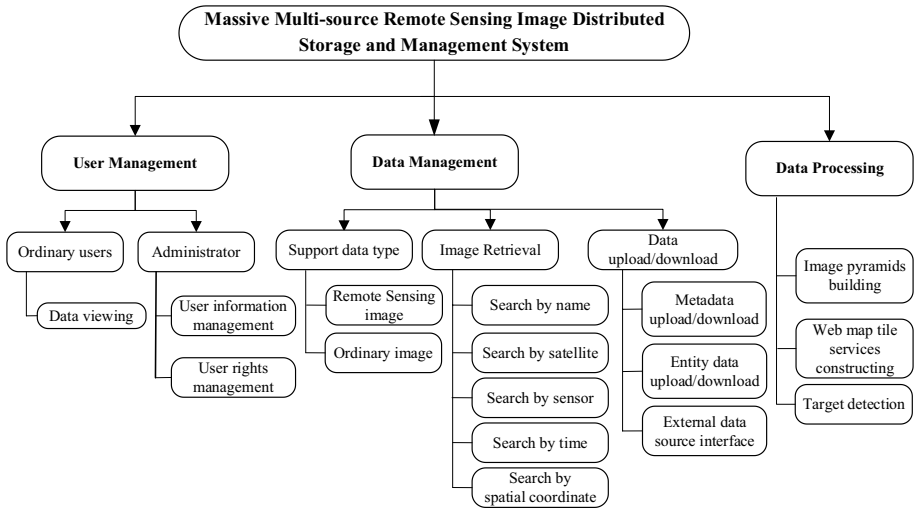 Massive Multi-source Remote Sensing Image Distributed
Storage and Management System
User Management
Data Management
Data Processing
Ordinary users
Administrator
Support data type
Image Retrieval
Data
upload/download
Data viewing
User information
management
User rights
management
Remote Sensing
image
Ordinary image
Search by name
Search by satellite
Search by sensor
Search by time
Search by
spatial coordinate
Metadata
upload/download
Entity data
upload/download
External data
source interface
Image pyramids
building
Web map tile
services
constructing
Target detection